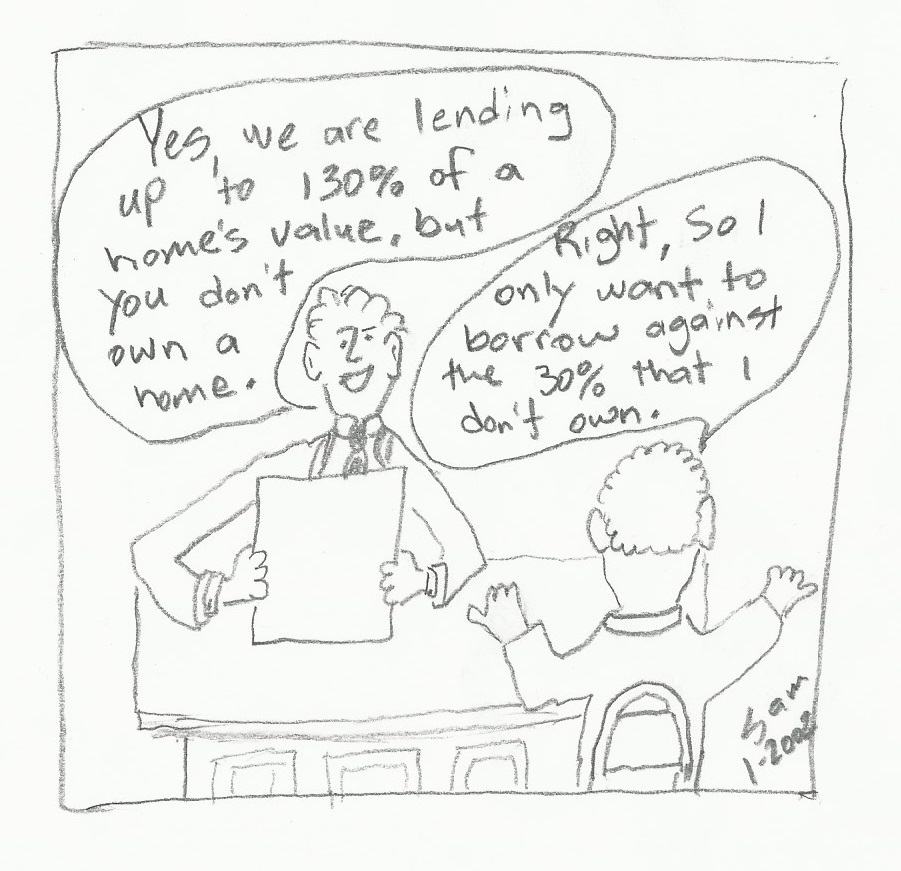 Yes, we are lending
up to 130% of a
home's value, but
you don't
own a
home.
Right, So I
only want to
borrow against
the 30% that I
don't own.
Sam
1-2002